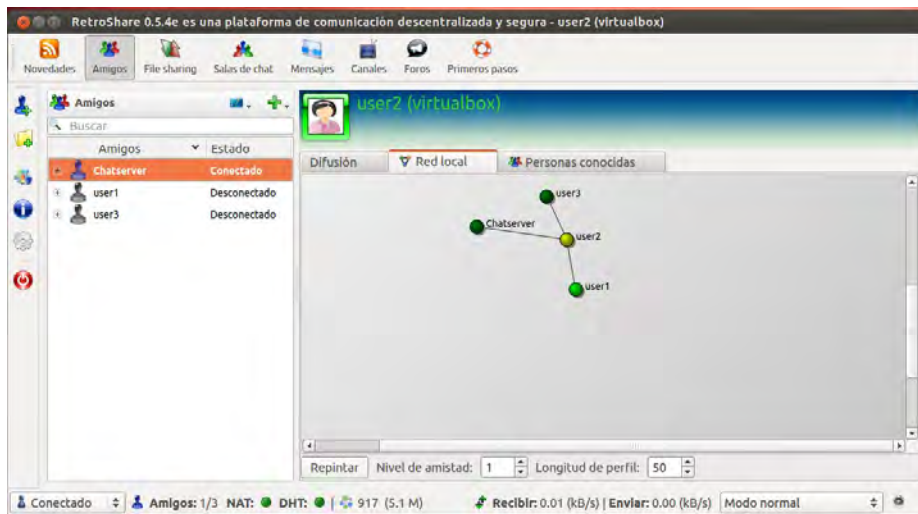 RetroShare 0.5.4e es una plataforma de comunicación descentralizada y segura - user2 (virtualbox)
Novedades Amigos File sharing Salas de chat Mensajes Canales Foros Primeros pasos
Amigos
Buscar
Amigos Estado
Chatserver Conectado
user1 Desconectado
user3 Desconectado
user2 (virtualbox)
Difusión Red local Personas conocidas
user3
Chatserver
user2
user1
Repintar Nivel de amistad: 1 Longitud de perfil: 50
Conectado Amigos: 1/3 NAT: DHT: | 917 (5.1 M) Recibir: 0.01 (kB/s) | Enviar: 0.00 (kB/s) Modo normal